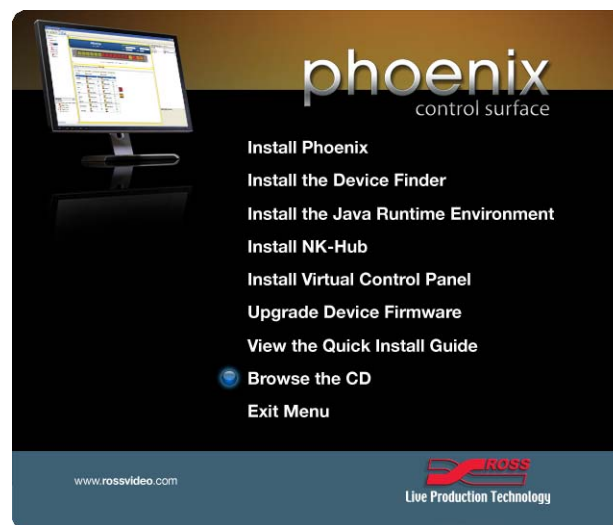 phoenix
control surface
Install Phoenix
Install the Device Finder
Install the Java Runtime Environment
Install NK-Hub
Install Virtual Control Panel
Upgrade Device Firmware
View the Quick Install Guide
Browse the CD
Exit Menu
www.rossvideo.com
ROSS
Live Production Technology